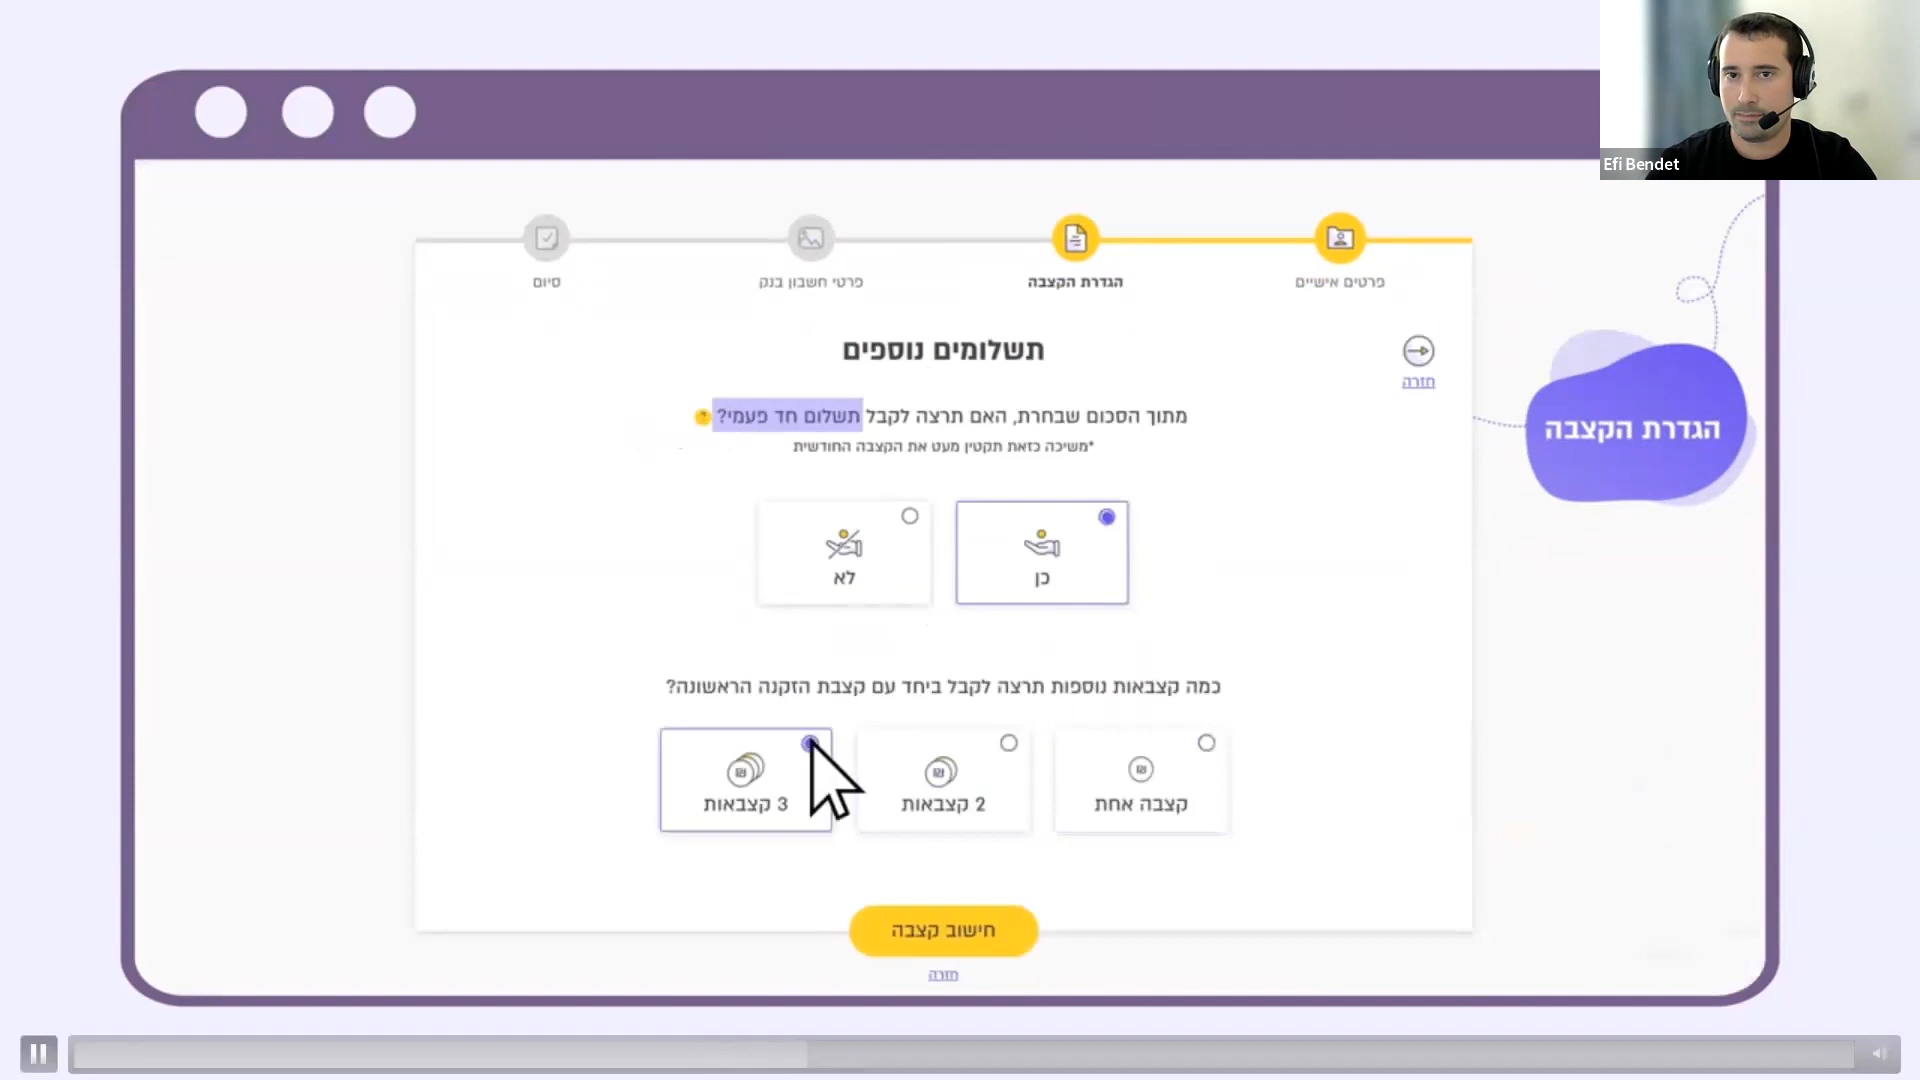 Efi Bendet
פרטים אישיים
הגדרת הקצבה
פרטי חשבון בנק
סיום
תשלומים נוספים
חזרה
מתוך הסכום שבחרת, האם תרצה לקבל תשלום חד פעמי? ?
*משיכה כזאת תקטין מעט את הקצבה החודשית
הגדרת הקצבה
כן
לא
כמה קצבאות נוספות תרצה לקבל ביחד עם קצבת הזקנה הראשונה?
קצבה אחת
2 קצבאות
3 קצבאות
חישוב קצבה
חזרה